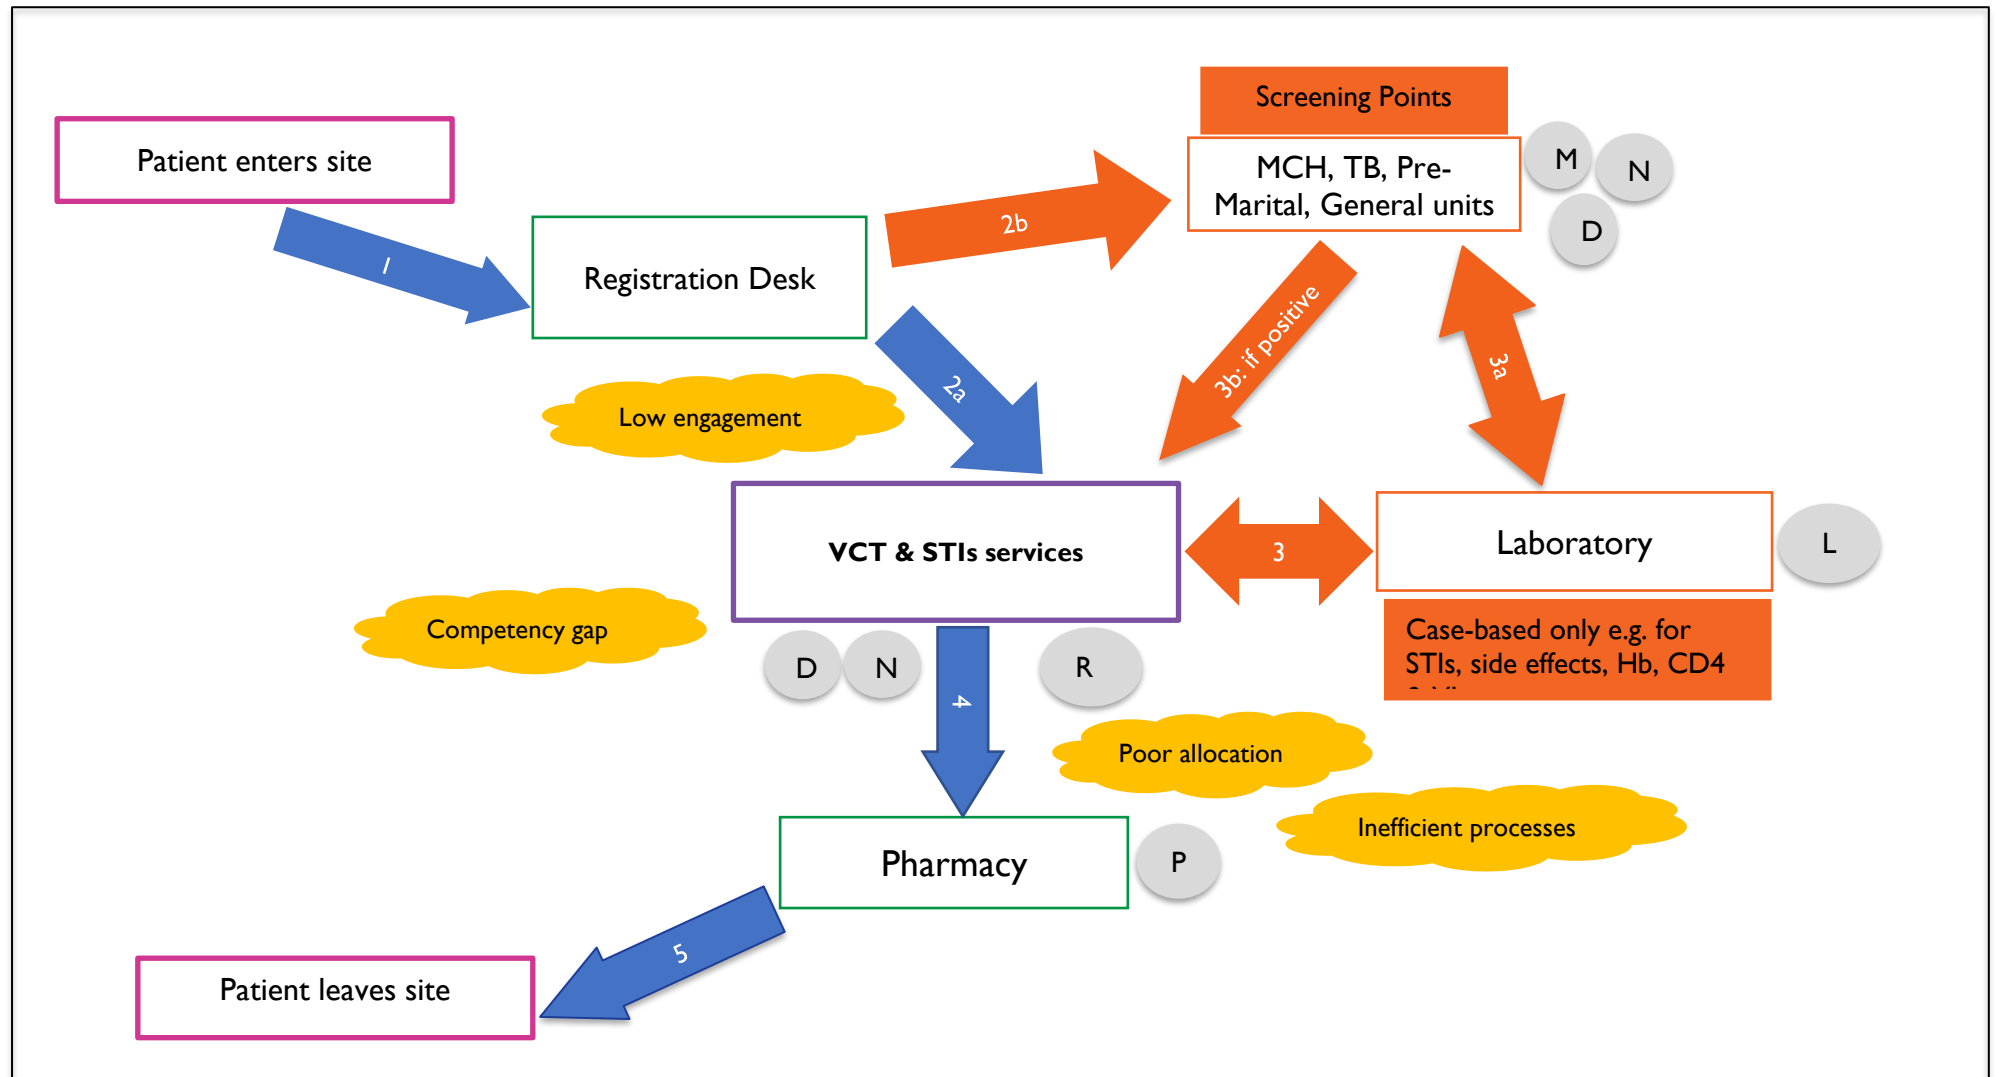 Screening Points
Patient enters site
MCH, TB, Pre-
Marital, General units
M
N
D
1
2b
Registration Desk
2a
3b: if positive
3a
Low engagement
VCT & STIs services
3
Laboratory
L
Competency gap
Case-based only e.g. for
STIs, side effects, Hb, CD4
D
N
R
4
Poor allocation
Inefficient processes
Pharmacy
P
5
Patient leaves site